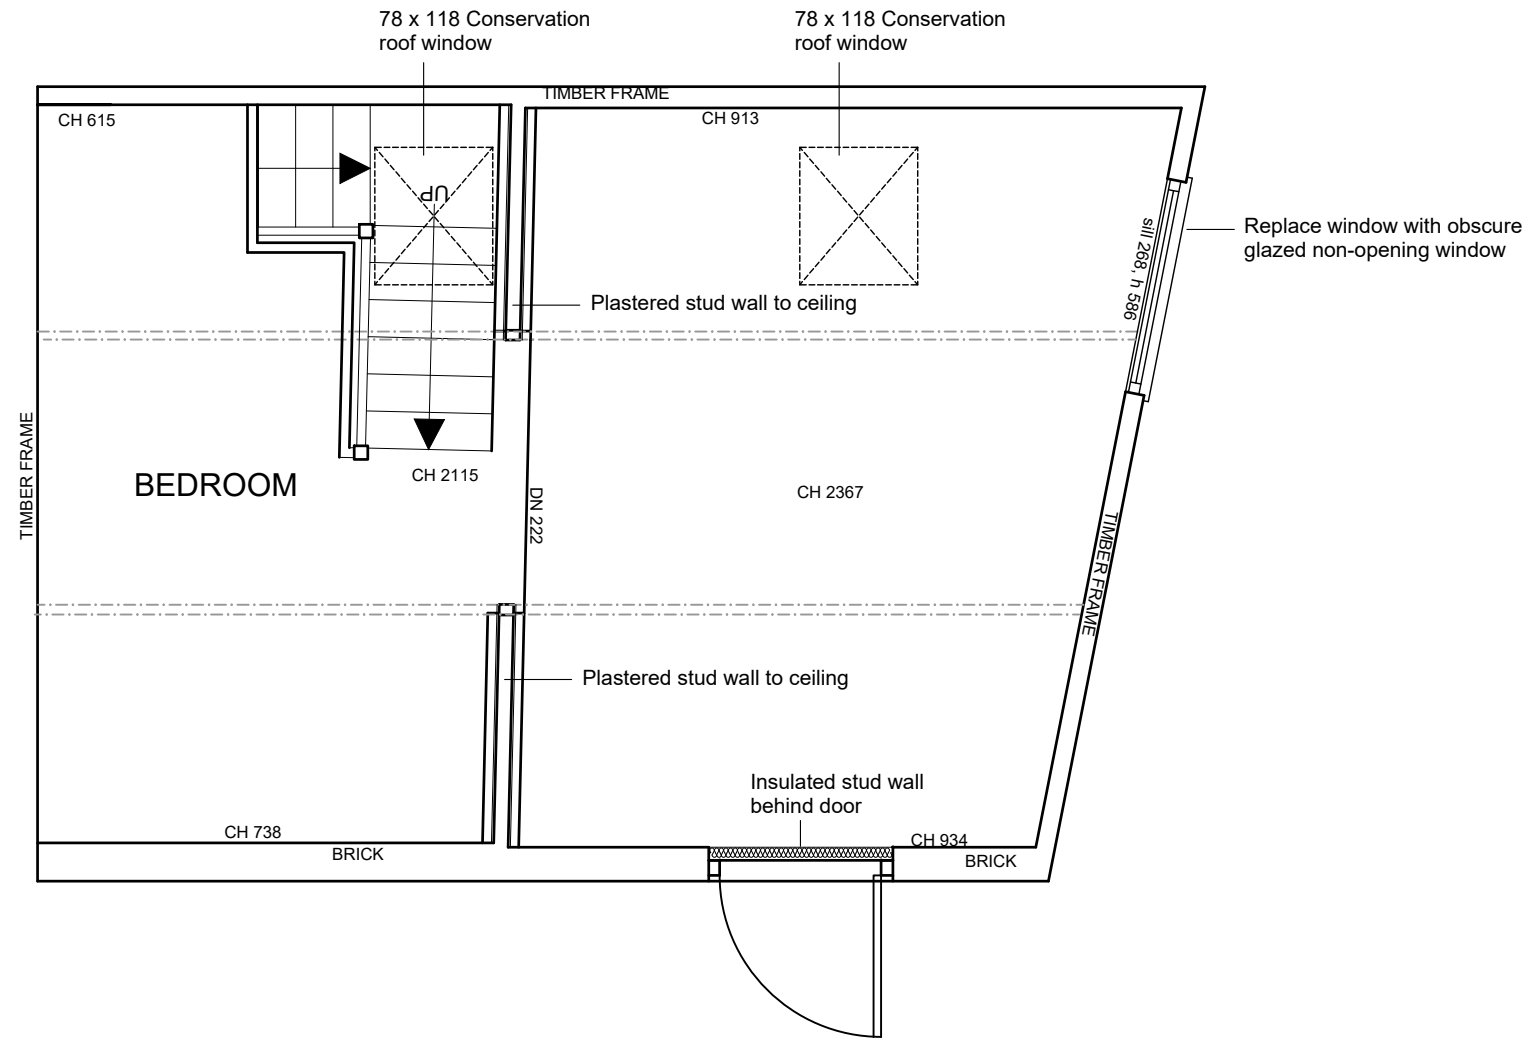 78 x 118 Conservation
roof window
78 x 118 Conservation
roof window
TIMBER FRAME
CH 615
CH 913
UP
Replace window with obscure
glazed non-opening window
sill 268, h 586
Plastered stud wall to ceiling
TIMBER FRAME
BEDROOM
CH 2115
DN 222
CH 2367
TIMBER FRAME
Plastered stud wall to ceiling
Insulated stud wall
behind door
CH 738
BRICK
CH 934
BRICK